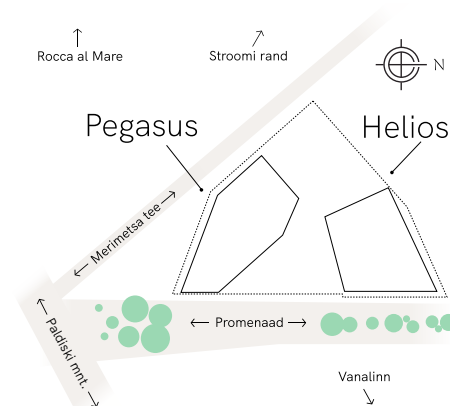 Rocca al Mare
Stroomi rand
N
Pegasus
Helios
Merimetsa tee
Promenaad
Paldiski mnt.
Vanalinn